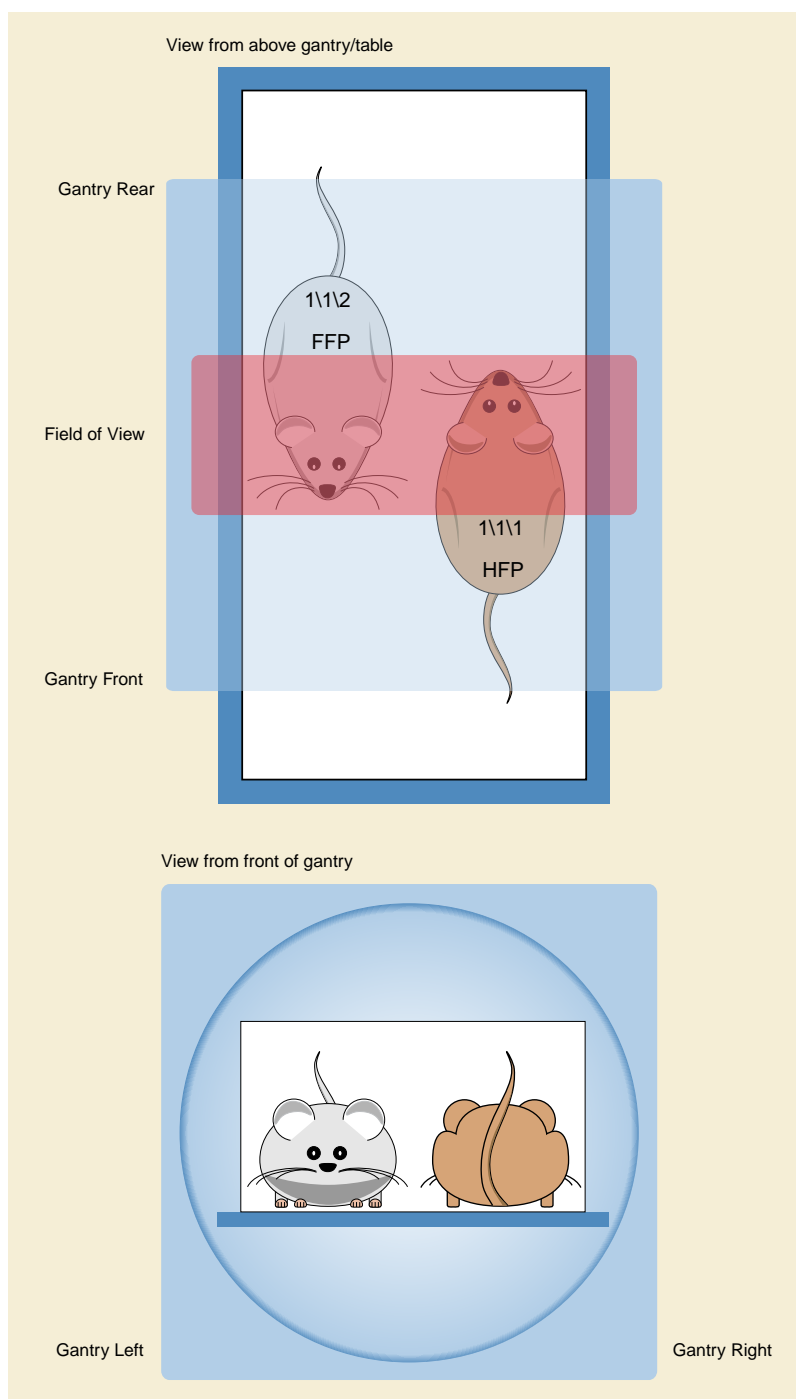 View from above gantry/table
Gantry Rear
1\1\2
FFP
Field of View
1\1\1
HFP
Gantry Front
View from front of gantry
Gantry Left
Gantry Right